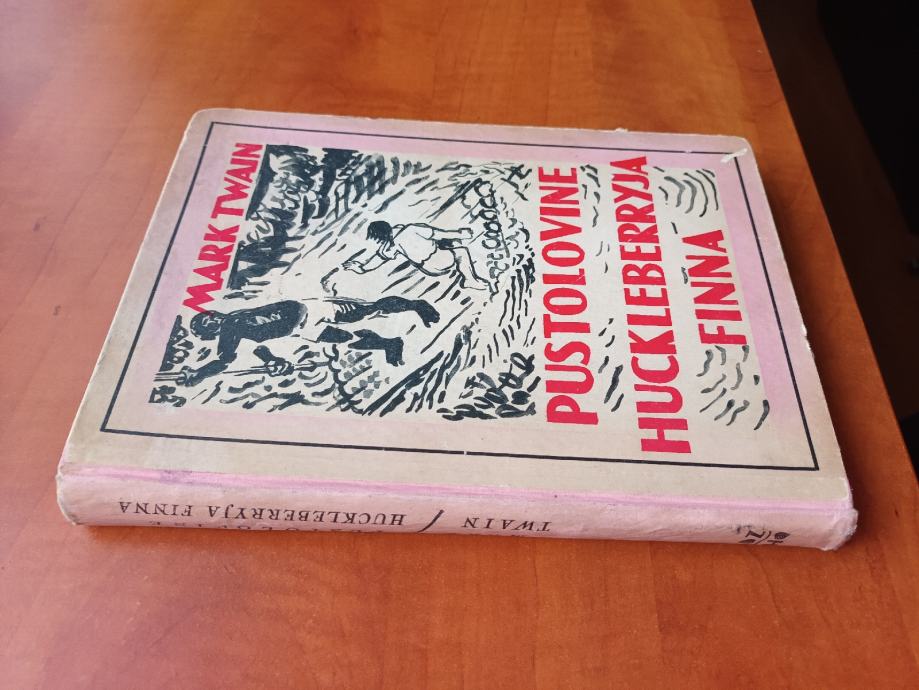 MARK TWAIN
PUSTOLOVINE
HUCKLEBERRYJA
FINNA
TWAIN /
HUCKLEBERRYJA FINNA